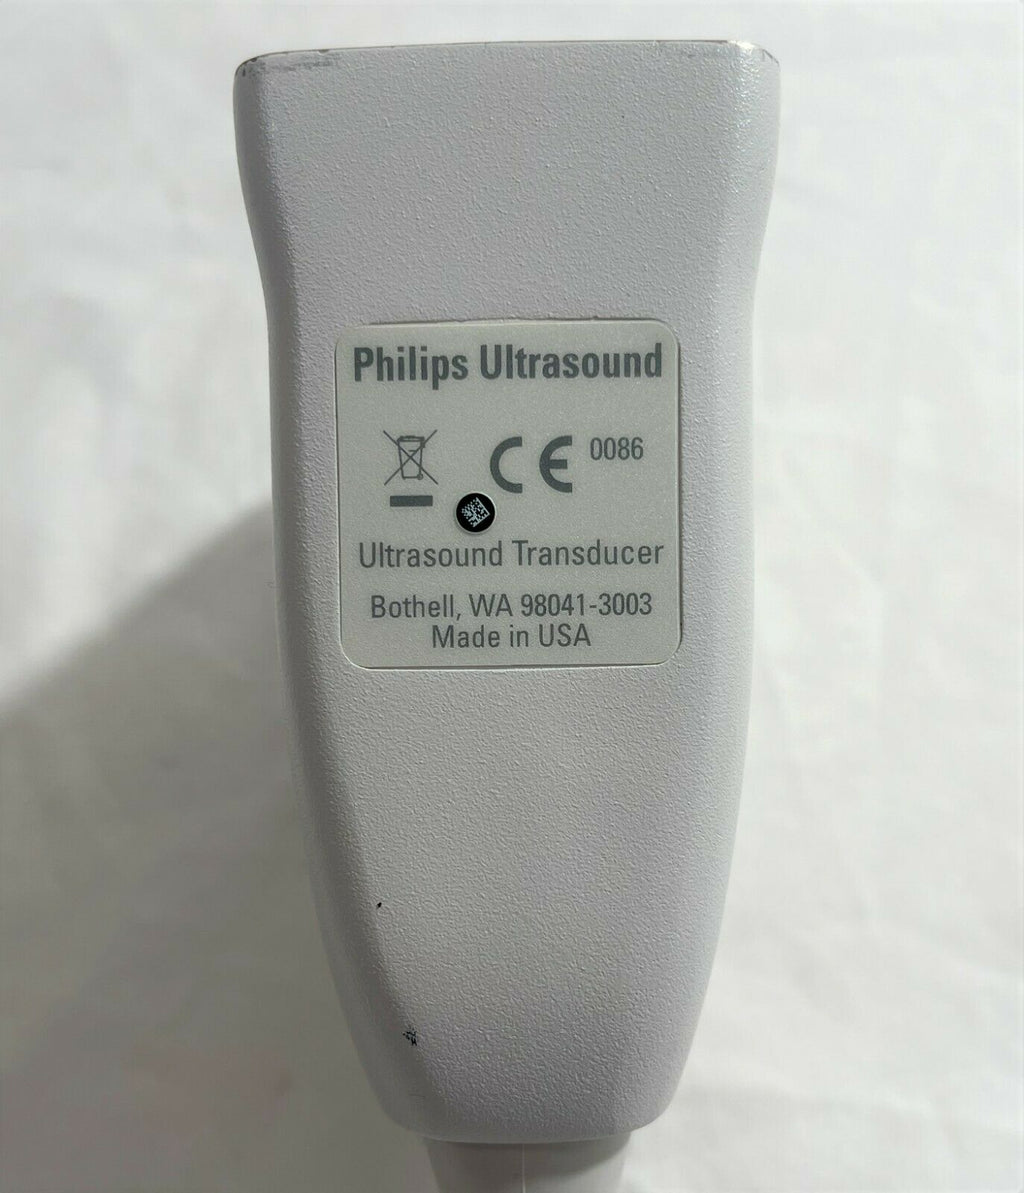 Philips Ultrasound
CE 0086
Ultrasound Transducer
Bothell, WA 98041-3003
Made in USA